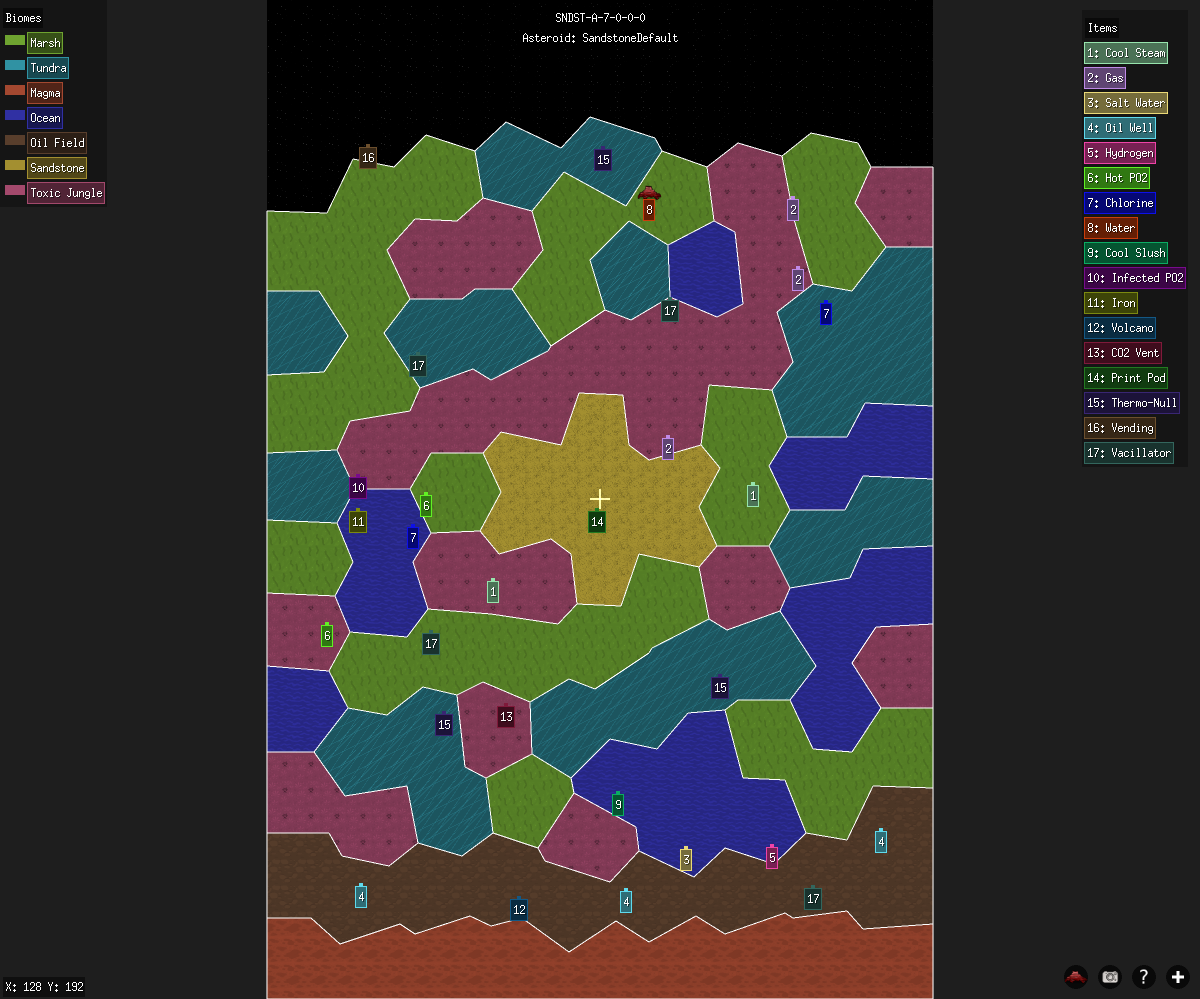 SNDST-A-7-0-0-0
Asteroid: SandstoneDefault
Biomes
Marsh
Tundra
Magma
Ocean
Oil Field
Sandstone
Toxic Jungle
Items
1: Cool Steam
2: Gas
3: Salt Water
4: Oil Well
5: Hydrogen
6: Hot PO2
7: Chlorine
8: Water
9: Cool Slush
10: Infected PO2
11: Iron
12: Volcano
13: CO2 Vent
14: Print Pod
15: Thermo-Null
16: Vending
17: Vacillator
16
15
8
2
2
17
7
17
2
10
6
1
11
14
7
1
6
17
15
13
15
9
3
5
4
4
4
17
12
X: 128 Y: 192
?